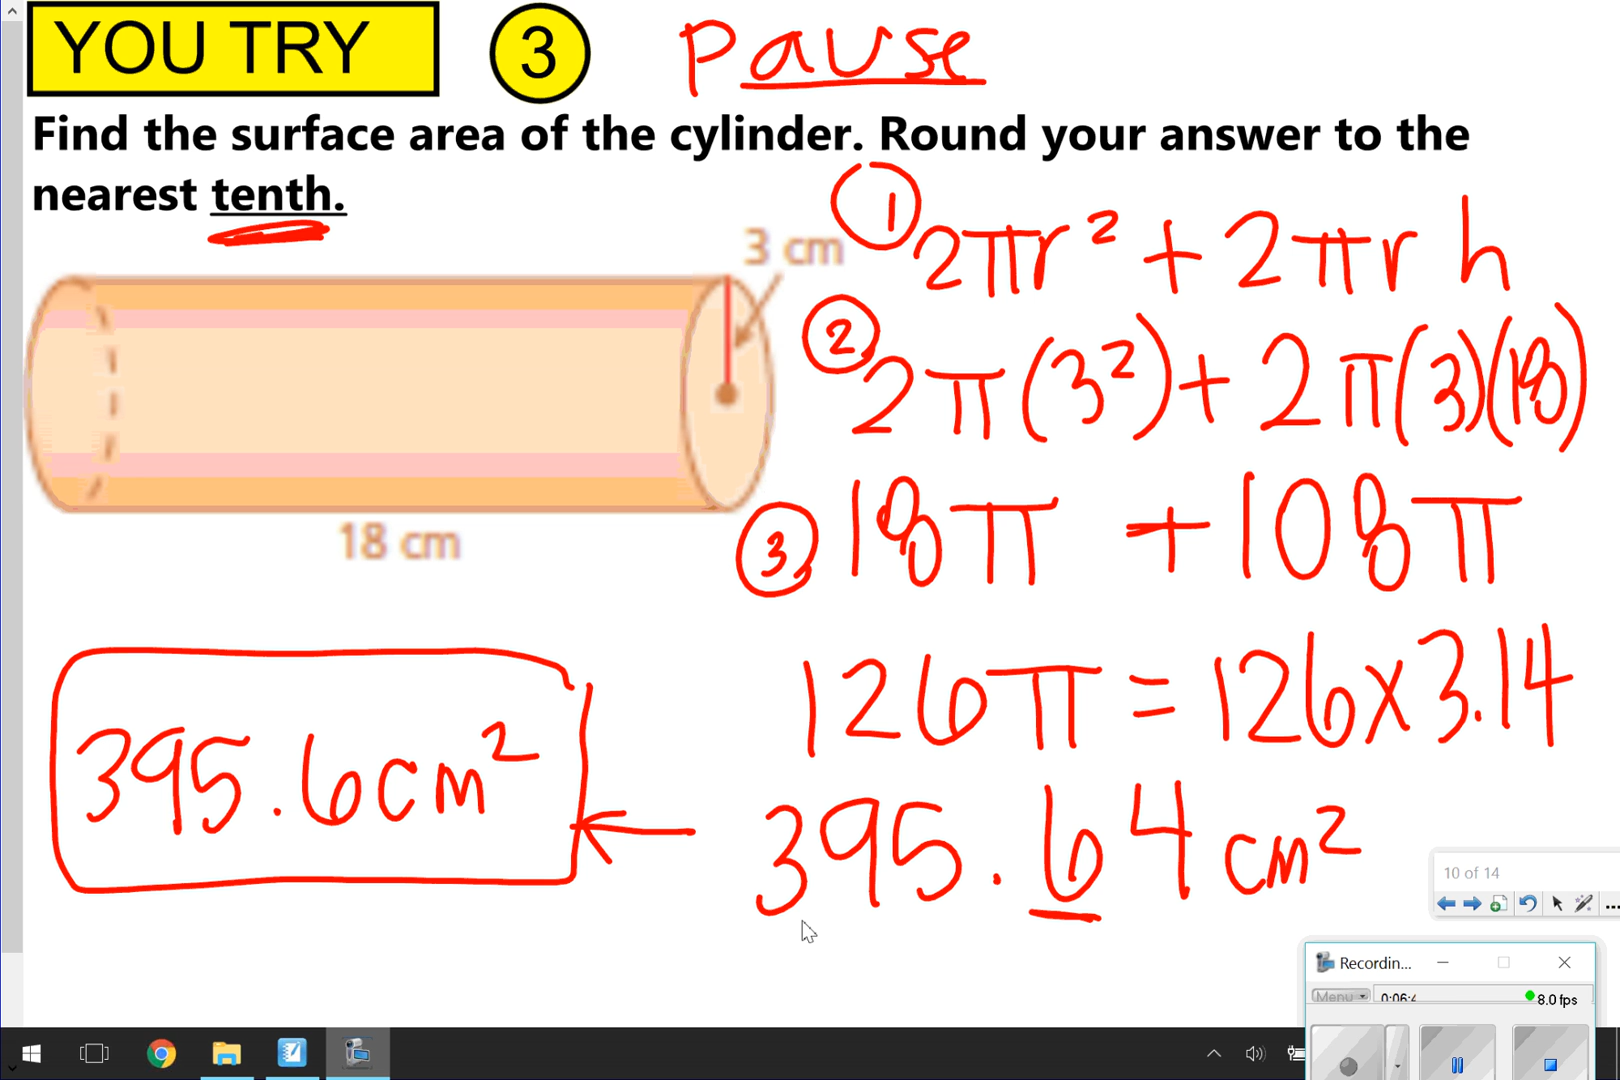 YOU TRY 3 Pause
Find the surface area of the cylinder. Round your answer to the
nearest tenth.
3 cm
18 cm
① 2πr² + 2πrh
② 2π(3²) + 2π(3)(18)
③ 18π + 108π
126π = 126×3.14
395.64 cm²
395.6cm²
10 of 14
Recordin...
Menu
8.0 fps